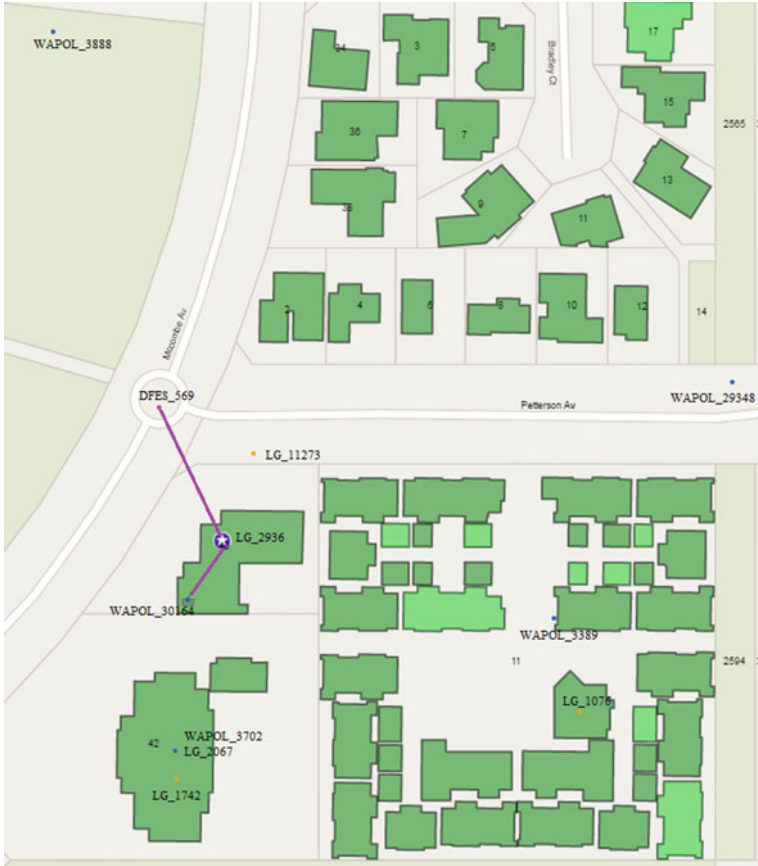 17
WAPOL_3888
34
3
5
Bradley Ct
15
36
7
2565
13
38
9
11
2
4
6
8
10
12
14
Mocombe Av
DFES_569
WAPOL_29348
Petterson Av
LG_11273
LG_2936
WAPOL_30164
WAPOL_3389
11
2594
LG_1076
42
WAPOL_3702
LG_2067
LG_1742